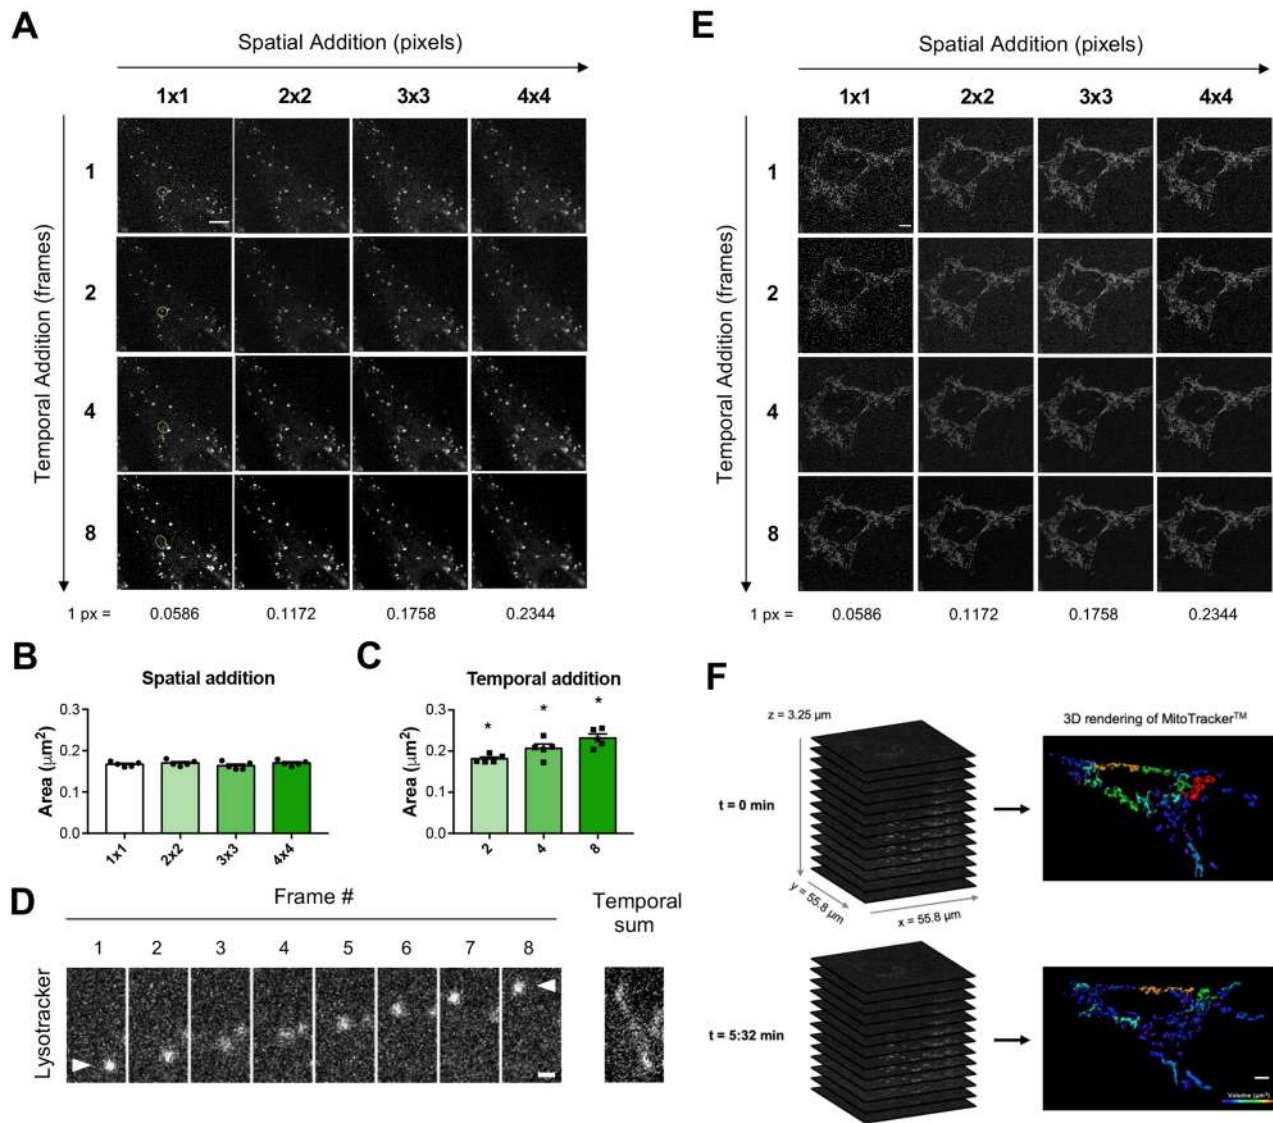 A
Spatial Addition (pixels)
1x1 2x2 3x3 4x4
Temporal Addition (frames)
1
2
4
8
1 px = 0.0586 0.1172 0.1758 0.2344
E
Spatial Addition (pixels)
1x1 2x2 3x3 4x4
Temporal Addition (frames)
1
2
4
8
1 px = 0.0586 0.1172 0.1758 0.2344
B
Spatial addition
Area (µm²)
0.3
0.2
0.1
0.0
1x1 2x2 3x3 4x4
C
Temporal addition
Area (µm²)
0.3
0.2
0.1
0.0
* * *
2 4 8
D
Frame #
Temporal
sum
1 2 3 4 5 6 7 8
Lysotracker
F
z = 3.25 µm
3D rendering of MitoTracker™
t = 0 min
y = 55.8 µm
x = 55.8 µm
t = 5:32 min
Volume (µm³)